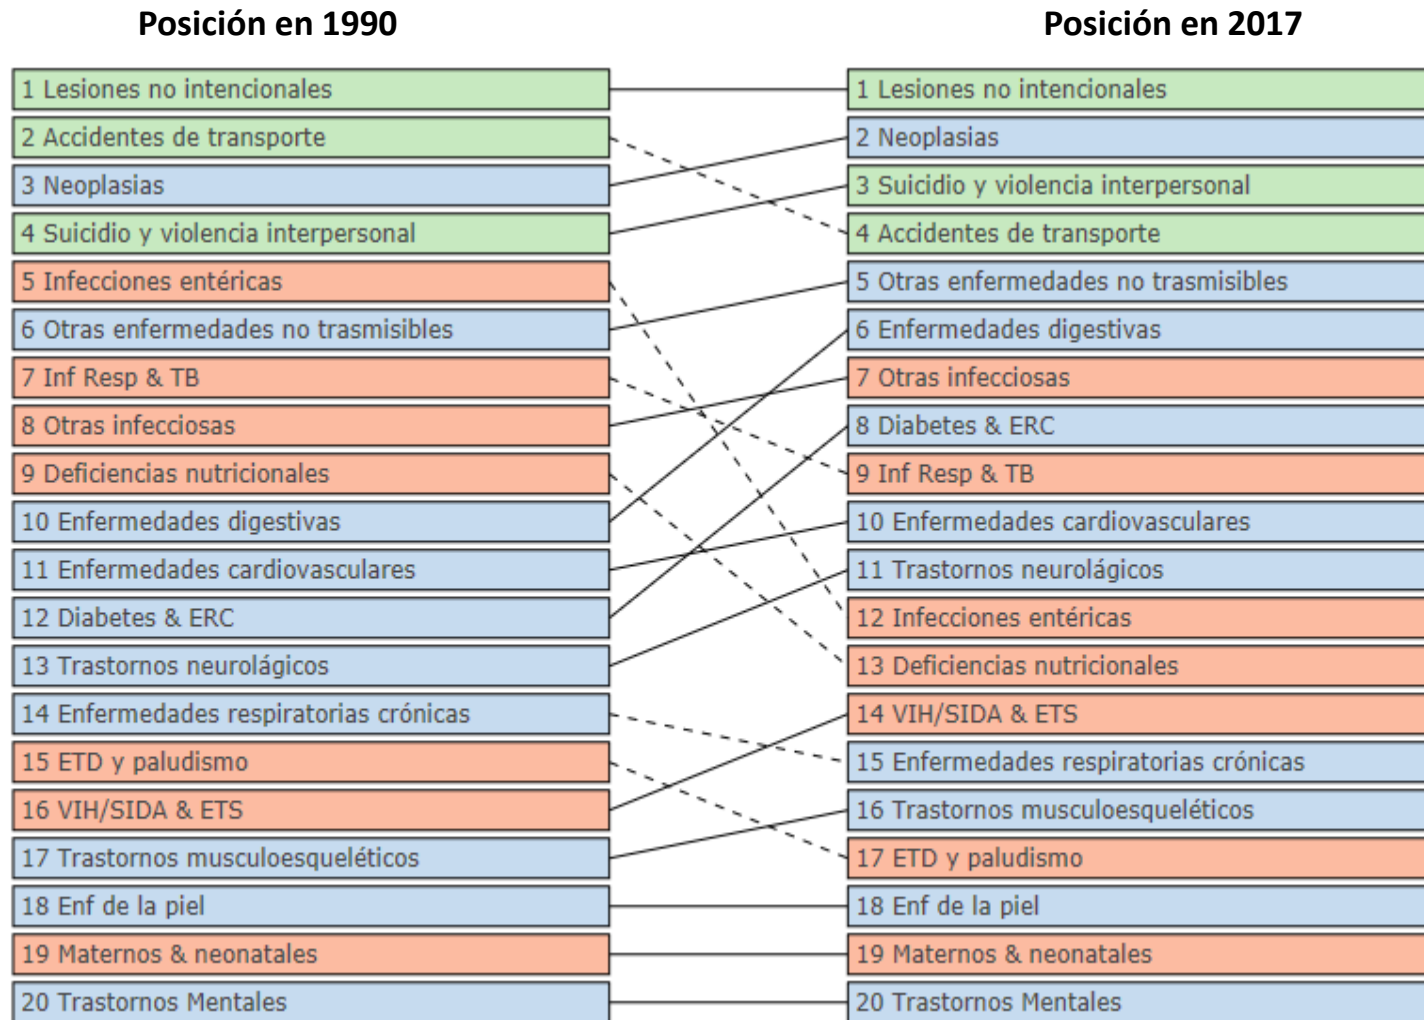 Posición en 1990
Posición en 2017
1 Lesiones no intencionales
2 Accidentes de transporte
3 Neoplasias
4 Suicidio y violencia interpersonal
5 Infecciones entéricas
6 Otras enfermedades no trasmisibles
7 Inf Resp & TB
8 Otras infecciosas
9 Deficiencias nutricionales
10 Enfermedades digestivas
11 Enfermedades cardiovasculares
12 Diabetes & ERC
13 Trastornos neurolágicos
14 Enfermedades respiratorias crónicas
15 ETD y paludismo
16 VIH/SIDA & ETS
17 Trastornos musculoesqueléticos
18 Enf de la piel
19 Maternos & neonatales
20 Trastornos Mentales
1 Lesiones no intencionales
2 Neoplasias
3 Suicidio y violencia interpersonal
4 Accidentes de transporte
5 Otras enfermedades no trasmisibles
6 Enfermedades digestivas
7 Otras infecciosas
8 Diabetes & ERC
9 Inf Resp & TB
10 Enfermedades cardiovasculares
11 Trastornos neurolágicos
12 Infecciones entéricas
13 Deficiencias nutricionales
14 VIH/SIDA & ETS
15 Enfermedades respiratorias crónicas
16 Trastornos musculoesqueléticos
17 ETD y paludismo
18 Enf de la piel
19 Maternos & neonatales
20 Trastornos Mentales